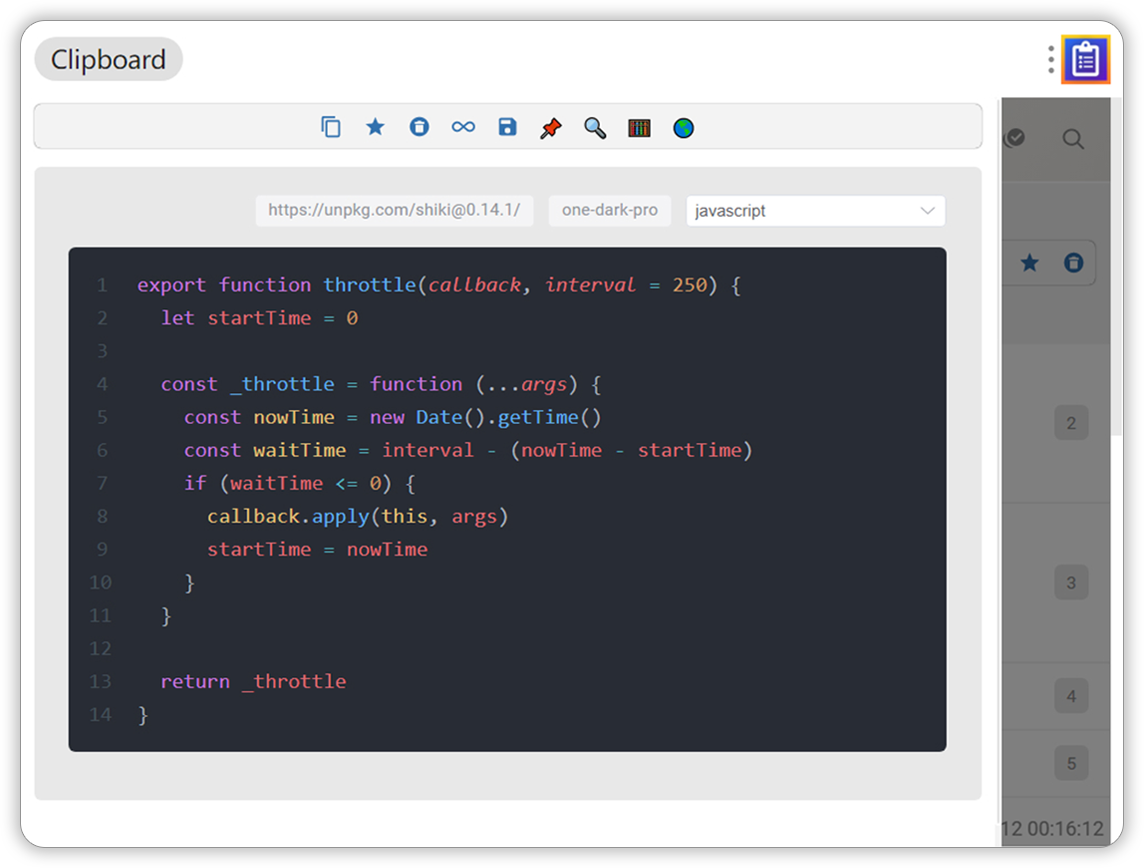 Clipboard
https://unpkg.com/shiki@0.14.1/ one-dark-pro javascript
1 export function throttle(callback, interval = 250) {
2 let startTime = 0
3
4 const _throttle = function (...args) {
5 const nowTime = new Date().getTime()
6 const waitTime = interval - (nowTime - startTime)
7 if (waitTime <= 0) {
8 callback.apply(this, args)
9 startTime = nowTime
10 }
11 }
12
13 return _throttle
14 }
2
3
4
5
12 00:16:12